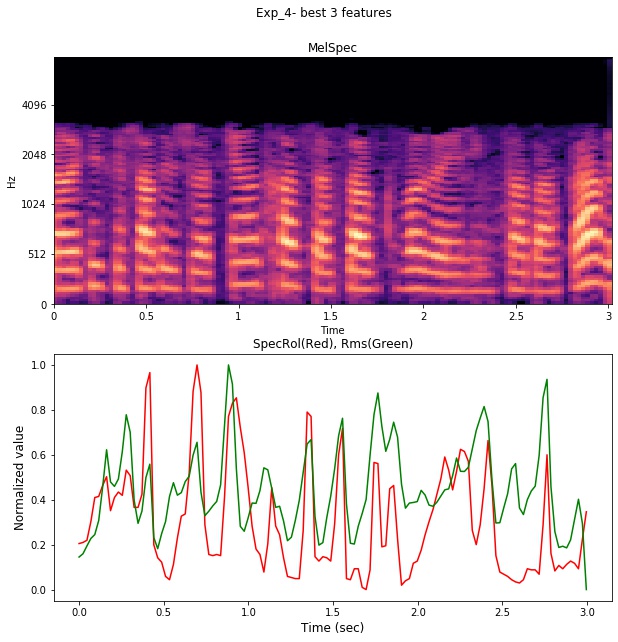 Exp_4- best 3 features
MelSpec
4096
2048
1024
512
0
Hz
0 0.5 1 1.5 2 2.5 3
Time
SpecRol(Red), Rms(Green)
1.0
0.8
0.6
0.4
0.2
0.0
Normalized value
0.0 0.5 1.0 1.5 2.0 2.5 3.0
Time (sec)